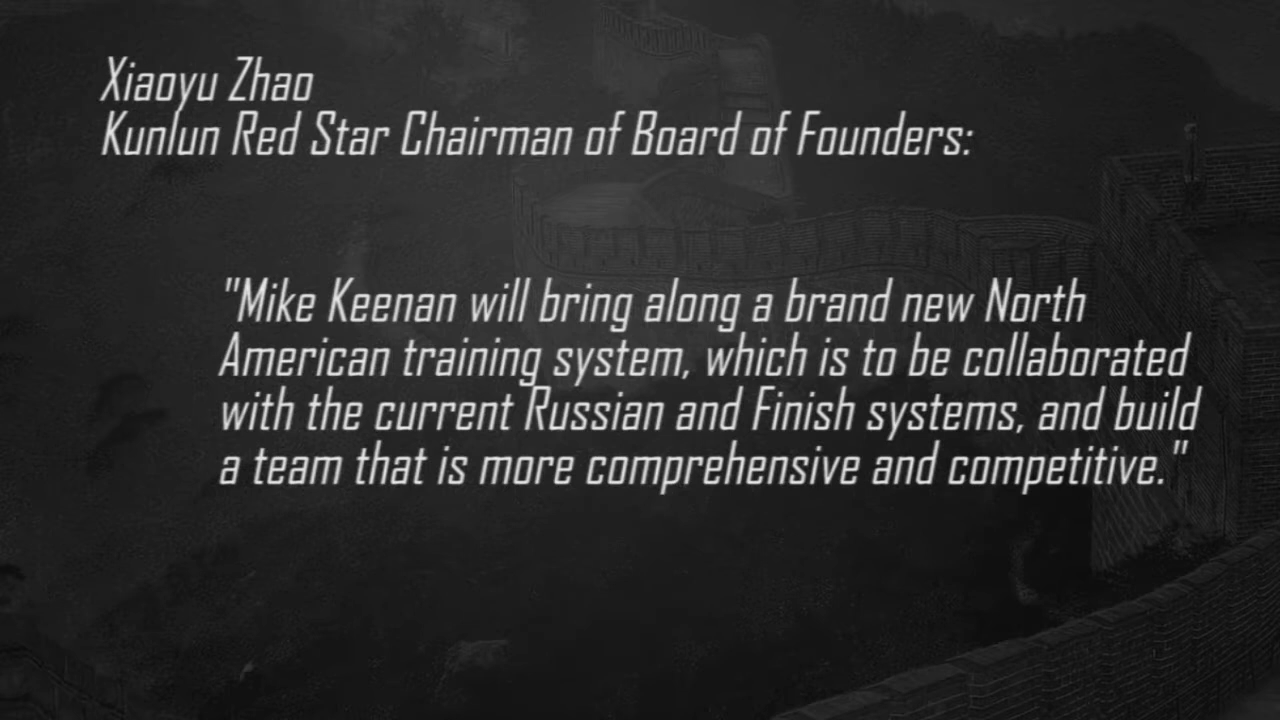 Xiaoyu Zhao
Kunlun Red Star Chairman of Board of Founders:
"Mike Keenan will bring along a brand new North
American training system, which is to be collaborated
with the current Russian and Finish systems, and build
a team that is more comprehensive and competitive."